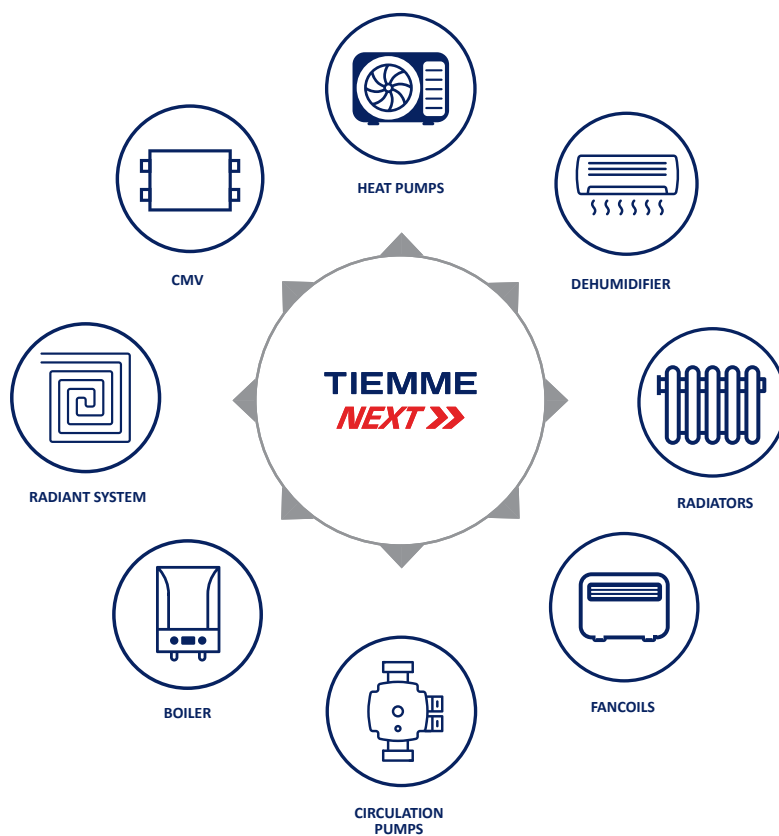 HEAT PUMPS
CMV
DEHUMIDIFIER
TIEMME
NEXT
RADIANT SYSTEM
RADIATORS
BOILER
FANCOILS
CIRCULATION
PUMPS